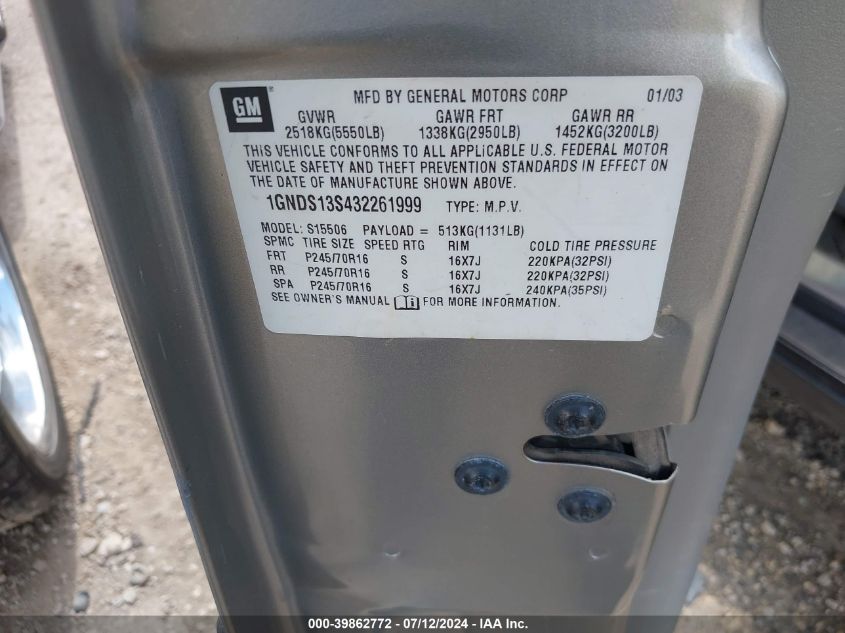 GM
MFD BY GENERAL MOTORS CORP 01/03
GVWR GAWR FRT GAWR RR
2518KG(5550LB) 1338KG(2950LB) 1452KG(3200LB)
THIS VEHICLE CONFORMS TO ALL APPLICABLE U.S. FEDERAL MOTOR
VEHICLE SAFETY AND THEFT PREVENTION STANDARDS IN EFFECT ON
THE DATE OF MANUFACTURE SHOWN ABOVE.
1GNDS13S432261999 TYPE: M.P.V.
MODEL: S15506 PAYLOAD = 513KG(1131LB)
SPMC TIRE SIZE SPEED RTG RIM COLD TIRE PRESSURE
FRT P245/70R16 S 16X7J 220KPA(32PSI)
RR P245/70R16 S 16X7J 220KPA(32PSI)
SPA P245/70R16 S 16X7J 240KPA(35PSI)
SEE OWNER'S MANUAL FOR MORE INFORMATION.
000-39862772 - 07/12/2024 - IAA Inc.